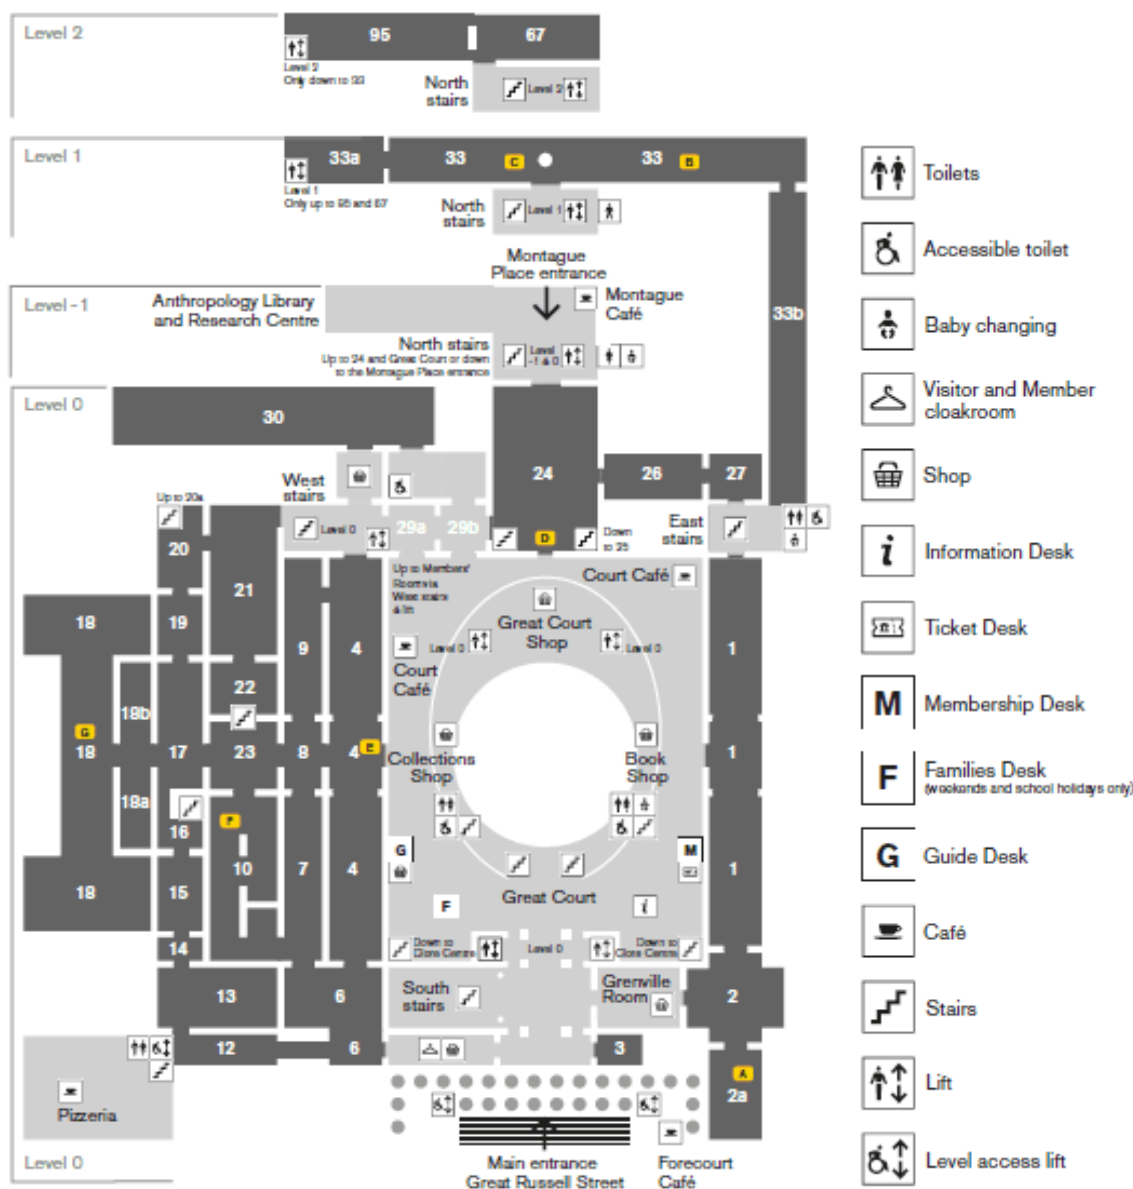 Level 2
95
67
Level 2
Only down to 33
North
stairs
Level 2
Level 1
33a
33
C
33
B
Level 1
Only up to 95 and 67
North
stairs
Level 1
Toilets
Accessible toilet
Montague
Place entrance
Level -1
Anthropology Library
and Research Centre
Montague
Café
33b
Baby changing
North stairs
Up to 24 and Great Court or down
to the Montague Place entrance
Level
-1 & 0
Level 0
30
Visitor and Member
cloakroom
24
26
27
Shop
West
stairs
Up to 20a
Level 0
29a
29b
D
Down
to 25
East
stairs
20
21
Information Desk
Up to Members'
Room via
West stairs
& lift
Court Café
18
19
9
4
Great Court
Shop
Level 0
Level 0
1
Ticket Desk
Court
Café
22
18b
M
Membership Desk
G
18
17
23
8
4
E
Collections
Shop
Book
Shop
1
F
Families Desk
(weekends and school holidays only)
18a
16
F
18
15
10
7
4
G
M
1
G
Guide Desk
Great Court
F
i
Café
14
Down to
Clore Centre
Level 0
Down to
Clore Centre
13
6
South
stairs
Grenville
Room
2
Stairs
12
6
3
A
2a
Lift
Pizzeria
Level 0
Main entrance
Great Russell Street
Forecourt
Café
Level access lift